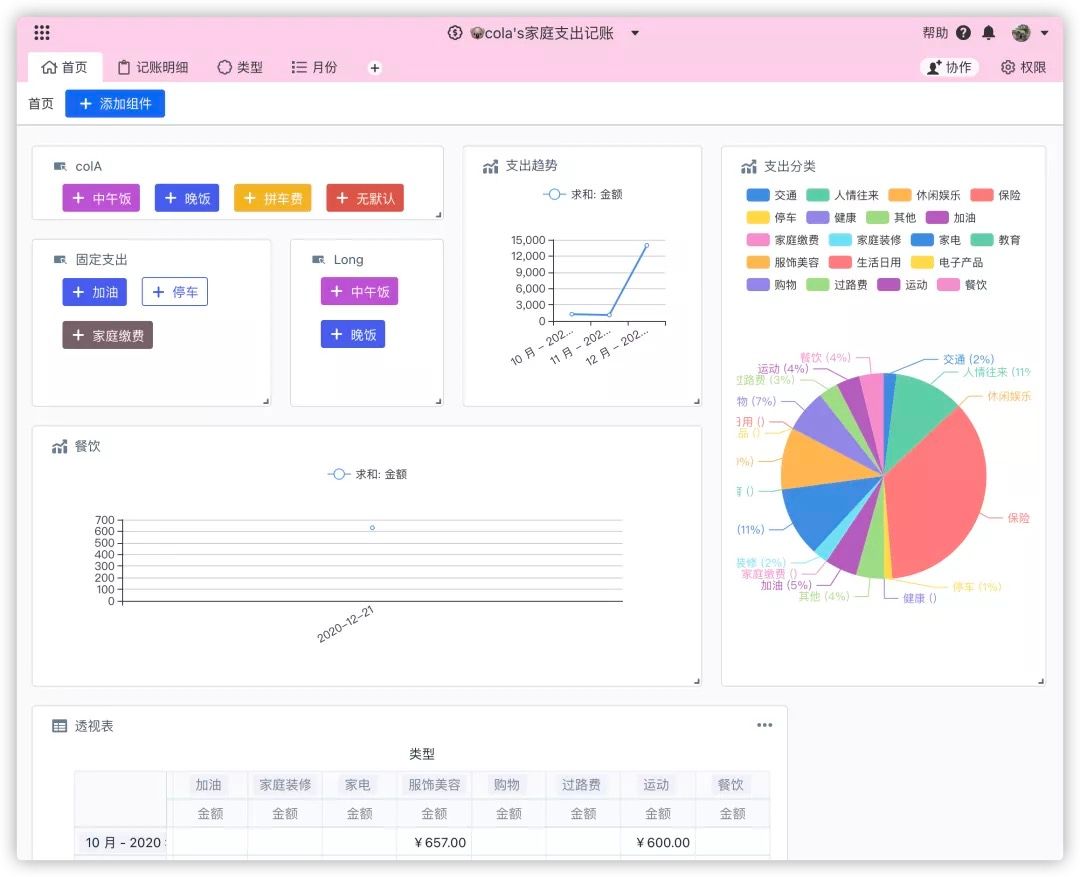 cola's家庭支出记账
帮助
首页 记账明细 类型 月份
协作 权限
首页 添加组件
colA
中午饭 晚饭 拼车费 无默认
固定支出
加油 停车
家庭缴费
Long
中午饭
晚饭
支出趋势
求和: 金额
15,000
12,000
9,000
6,000
3,000
0
10 月 - 202... 11 月 - 202... 12 月 - 202...
支出分类
交通 人情往来 休闲娱乐 保险
停车 健康 其他 加油
家庭缴费 家庭装修 家电 教育
服饰美容 生活日用 电子产品
购物 过路费 运动 餐饮
餐饮 (4%)
运动 (4%)
过路费 (3%)
物 (7%)
日用 ()
品 ()
%)
育 ()
(11%)
装修 (2%)
家庭缴费 ()
加油 (5%)
其他 (4%)
交通 (2%)
人情往来 (11%
休闲娱乐
保险
停车 (1%)
健康 ()
餐饮
求和: 金额
700
600
500
400
300
200
100
0
2020-12-21
透视表
类型
加油 家庭装修 家电 服饰美容 购物 过路费 运动 餐饮
金额 金额 金额 金额 金额 金额 金额 金额
10 月 - 2020 ¥657.00 ¥600.00